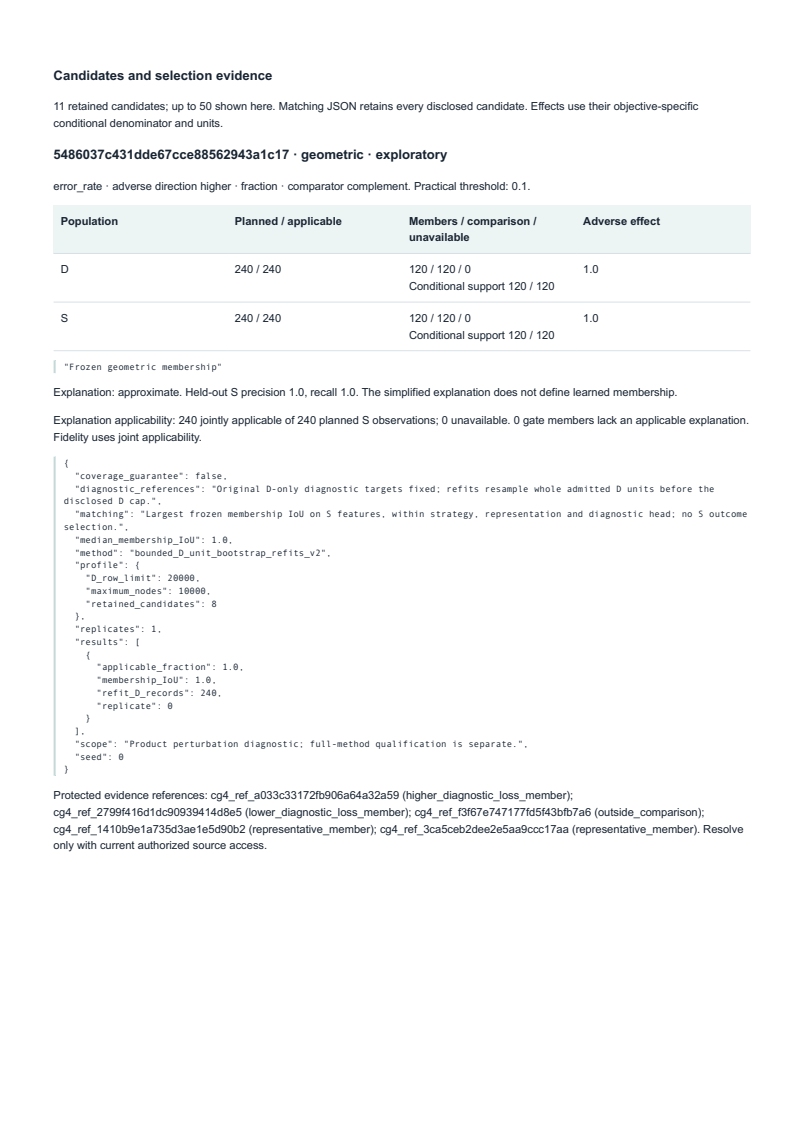 Candidates and selection evidence
11 retained candidates; up to 50 shown here. Matching JSON retains every disclosed candidate. Effects use their objective-specific
conditional denominator and units.
5486037c431dde67cce88562943a1c17 · geometric · exploratory
error_rate · adverse direction higher · fraction · comparator complement. Practical threshold: 0.1.
Population Planned / applicable Members / comparison / unavailable Adverse effect
D 240 / 240 120 / 120 / 0 1.0
Conditional support 120 / 120
S 240 / 240 120 / 120 / 0 1.0
Conditional support 120 / 120
"Frozen geometric membership"
Explanation: approximate. Held-out S precision 1.0, recall 1.0. The simplified explanation does not define learned membership.
Explanation applicability: 240 jointly applicable of 240 planned S observations; 0 unavailable. 0 gate members lack an applicable explanation.
Fidelity uses joint applicability.
{
  "coverage_guarantee": false,
  "diagnostic_references": "Original D-only diagnostic targets fixed; refits resample whole admitted D units before the
disclosed D cap.",
  "matching": "Largest frozen membership IoU on S features, within strategy, representation and diagnostic head; no S outcome
selection.",
  "median_membership_IoU": 1.0,
  "method": "bounded_D_unit_bootstrap_refits_v2",
  "profile": {
    "D_row_limit": 20000,
    "maximum_nodes": 10000,
    "retained_candidates": 8
  },
  "replicates": 1,
  "results": [
    {
      "applicable_fraction": 1.0,
      "membership_IoU": 1.0,
      "refit_D_records": 240,
      "replicate": 0
    }
  ],
  "scope": "Product perturbation diagnostic; full-method qualification is separate.",
  "seed": 0
}
Protected evidence references: cg4_ref_a033c33172fb906a64a32a59 (higher_diagnostic_loss_member);
cg4_ref_2799f416d1dc90939414d8e5 (lower_diagnostic_loss_member); cg4_ref_f3f67e747177fd5f43bfb7a6 (outside_comparison);
cg4_ref_1410b9e1a735d3ae1e5d90b2 (representative_member); cg4_ref_3ca5ceb2dee2e5aa9ccc17aa (representative_member). Resolve
only with current authorized source access.